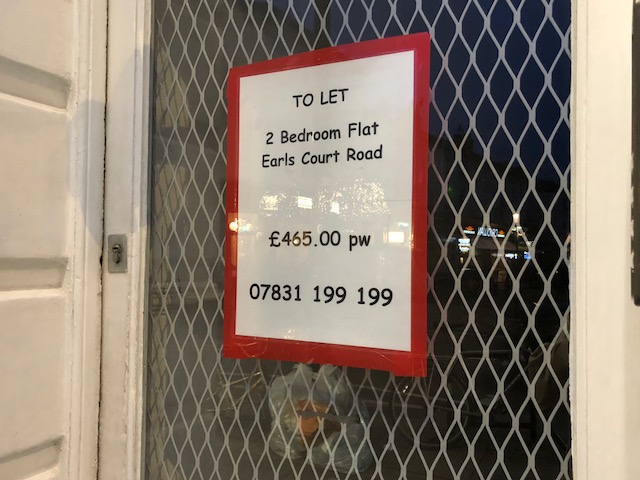 TO LET
2 Bedroom Flat
Earls Court Road
£465.00 pw
07831 199 199